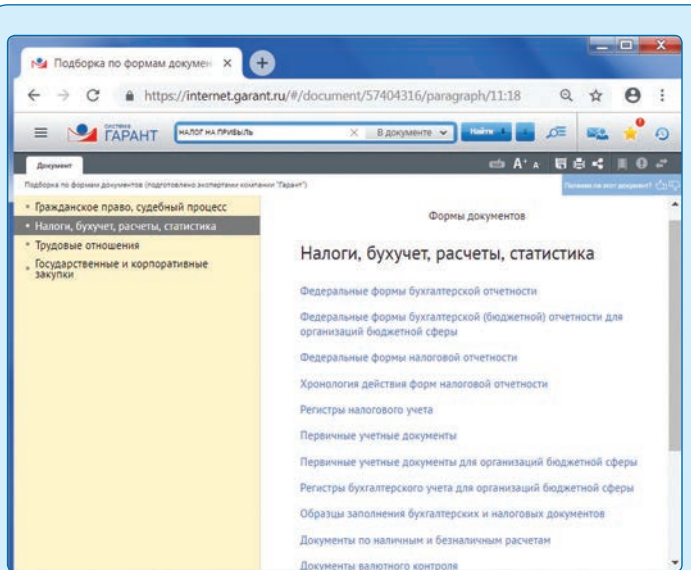 Подборка по формам докумен
https://internet.garant.ru/#/document/57404316/paragraph/11:18
СИСТЕМА
ГАРАНТ
НАЛОГ НА ПРИБЫЛЬ
В документе
Найти
Документ
Подборка по формам документов (подготовлено экспертами компании "Гарант")
Полезен ли этот документ?
Гражданское право, судебный процесс
Налоги, бухучет, расчеты, статистика
Трудовые отношения
Государственные и корпоративные
закупки
Формы документов
Налоги, бухучет, расчеты, статистика
Федеральные формы бухгалтерской отчетности
Федеральные формы бухгалтерской (бюджетной) отчетности для
организаций бюджетной сферы
Федеральные формы налоговой отчетности
Хронология действия форм налоговой отчетности
Регистры налогового учета
Первичные учетные документы
Первичные учетные документы для организаций бюджетной сферы
Регистры бухгалтерского учета для организаций бюджетной сферы
Образцы заполнения бухгалтерских и налоговых документов
Документы по наличным и безналичным расчетам
Документы валютного контроля